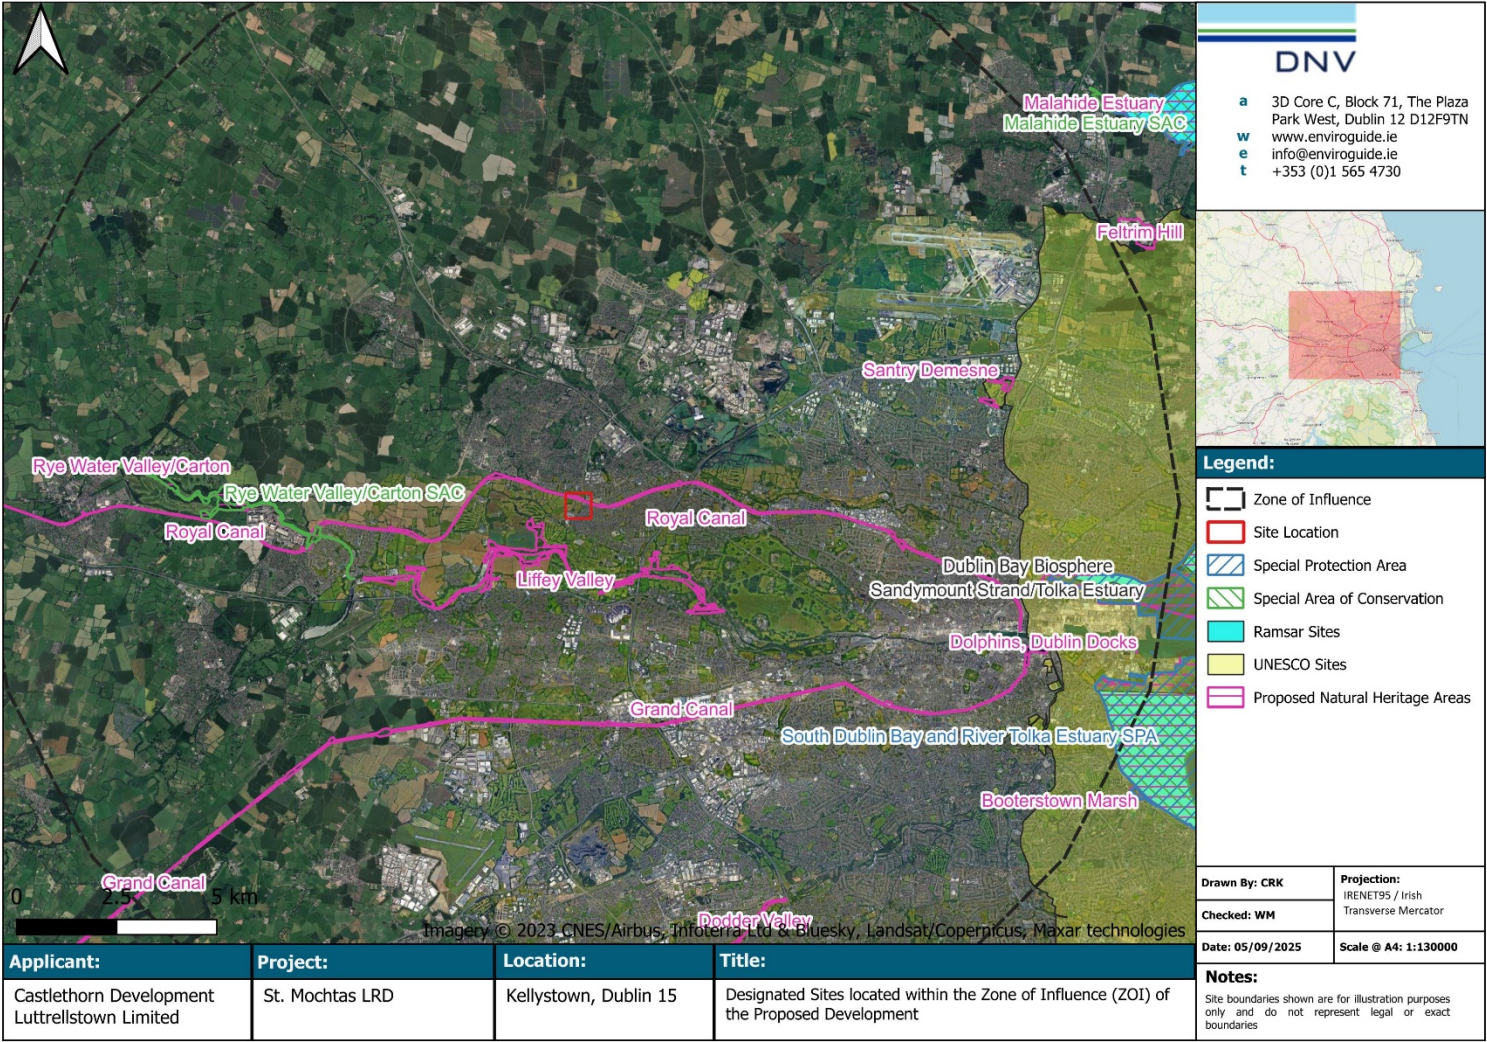 Malahide Estuary
Malahide Estuary SAC
Feltrim Hill
Santry Demesne
Rye Water Valley/Carton
Rye Water Valley/Carton SAC
Royal Canal
Royal Canal
Liffey Valley
Dublin Bay Biosphere
Sandymount Strand/Tolka Estuary
Dolphins, Dublin Docks
Grand Canal
South Dublin Bay and River Tolka Estuary SPA
Booterstown Marsh
Grand Canal
Dodder Valley
0 2.5 5 km
Imagery © 2023 CNES/Airbus, Infoterra Ltd & Bluesky, Landsat/Copernicus, Maxar technologies
DNV
a 3D Core C, Block 71, The Plaza
Park West, Dublin 12 D12F9TN
w www.enviroguide.ie
e info@enviroguide.ie
t +353 (0)1 565 4730
Legend:
Zone of Influence
Site Location
Special Protection Area
Special Area of Conservation
Ramsar Sites
UNESCO Sites
Proposed Natural Heritage Areas
Drawn By: CRK
Projection:
IRENET95 / Irish
Transverse Mercator
Checked: WM
Date: 05/09/2025
Scale @ A4: 1:130000
Notes:
Site boundaries shown are for illustration purposes
only and do not represent legal or exact
boundaries
Applicant:
Castlethorn Development
Luttrellstown Limited
Project:
St. Mochtas LRD
Location:
Kellystown, Dublin 15
Title:
Designated Sites located within the Zone of Influence (ZOI) of
the Proposed Development